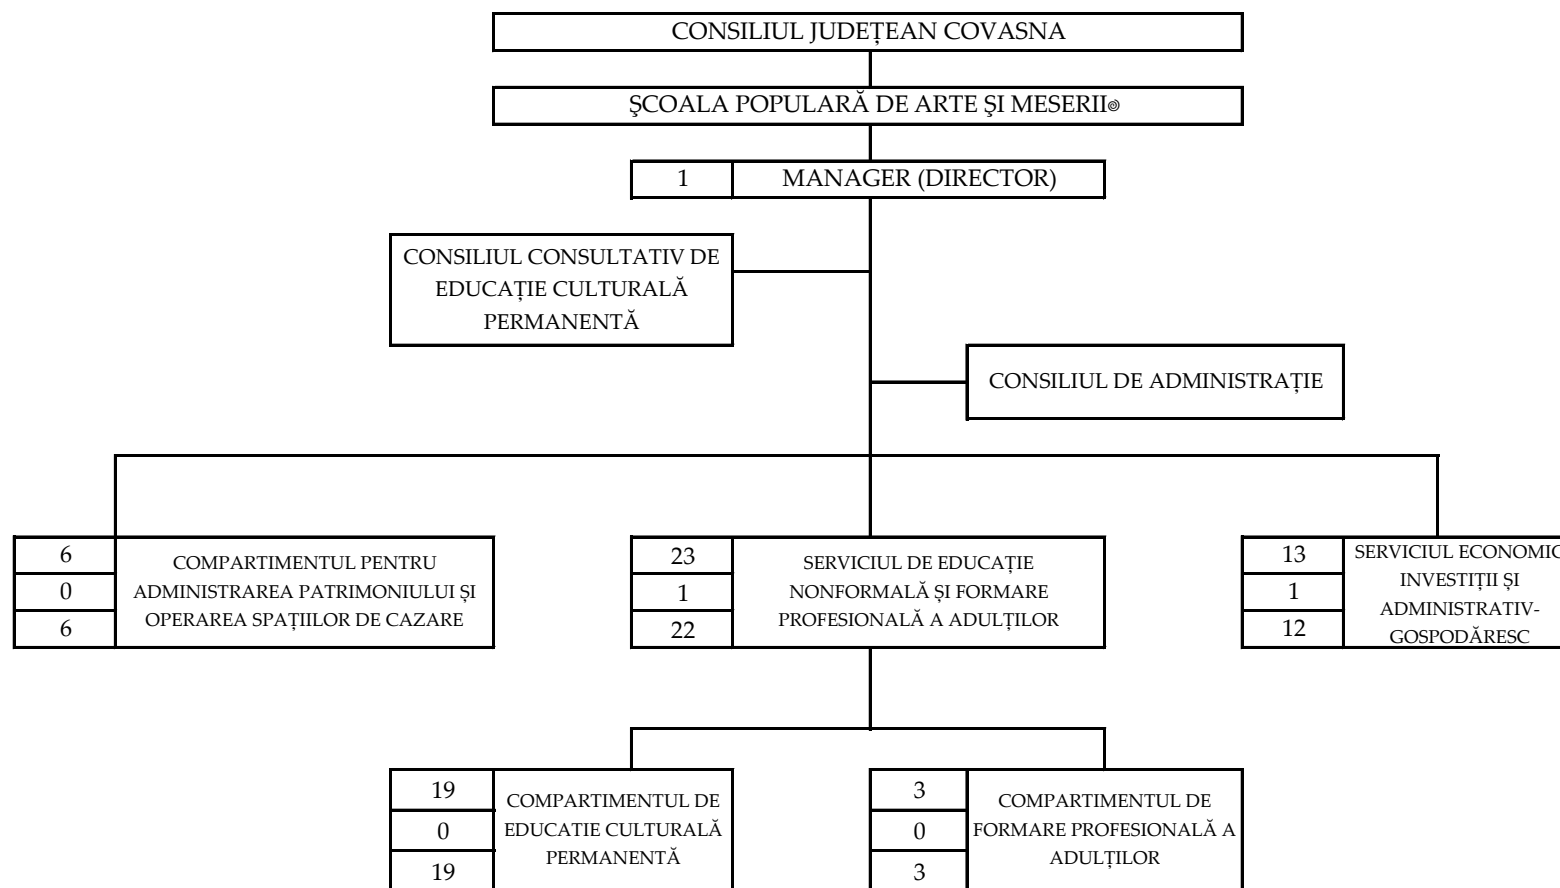 CONSILIUL JUDEȚEAN COVASNA
ŞCOALA POPULARĂ DE ARTE ŞI MESERII
1 MANAGER (DIRECTOR)
CONSILIUL CONSULTATIV DE
EDUCAȚIE CULTURALĂ
PERMANENTĂ
CONSILIUL DE ADMINISTRAȚIE
6
0
6
COMPARTIMENTUL PENTRU
ADMINISTRAREA PATRIMONIULUI ȘI
OPERAREA SPAȚIILOR DE CAZARE
23
1
22
SERVICIUL DE EDUCAȚIE
NONFORMALĂ ȘI FORMARE
PROFESIONALĂ A ADULȚILOR
13
1
12
SERVICIUL ECONOMIC
INVESTIȚII ȘI
ADMINISTRATIV-
GOSPODĂRESC
19
0
19
COMPARTIMENTUL DE
EDUCATIE CULTURALĂ
PERMANENTĂ
3
0
3
COMPARTIMENTUL DE
FORMARE PROFESIONALĂ A
ADULȚILOR